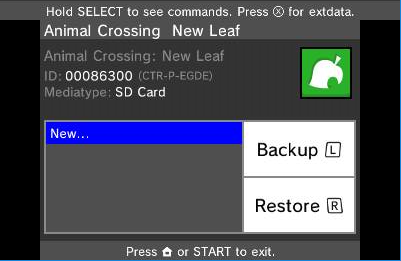 Hold SELECT to see commands. Press Ⓧ for extdata.
Animal Crossing New Leaf
Animal Crossing: New Leaf
ID: 00086300 (CTR-P-EGDE)
Mediatype: SD Card
New...
Backup L
Restore R
Press or START to exit.